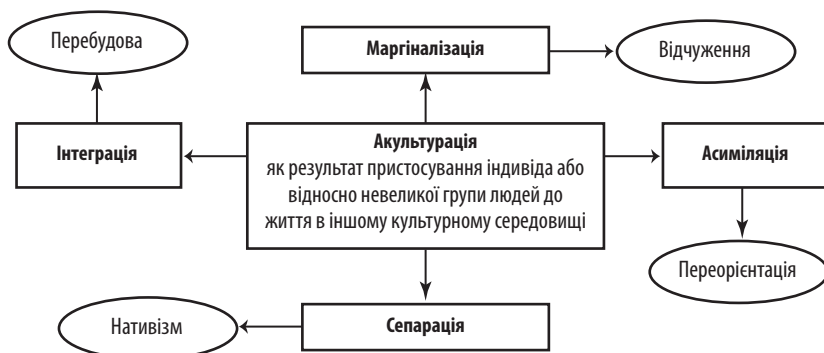 Перебудова
Маргіналізація
Відчуження
Інтеграція
Акультурація
як результат пристосування індивіда або
відносно невеликої групи людей до
життя в іншому культурному середовищі
Асиміляція
Переорієнтація
Нативізм
Сепарація